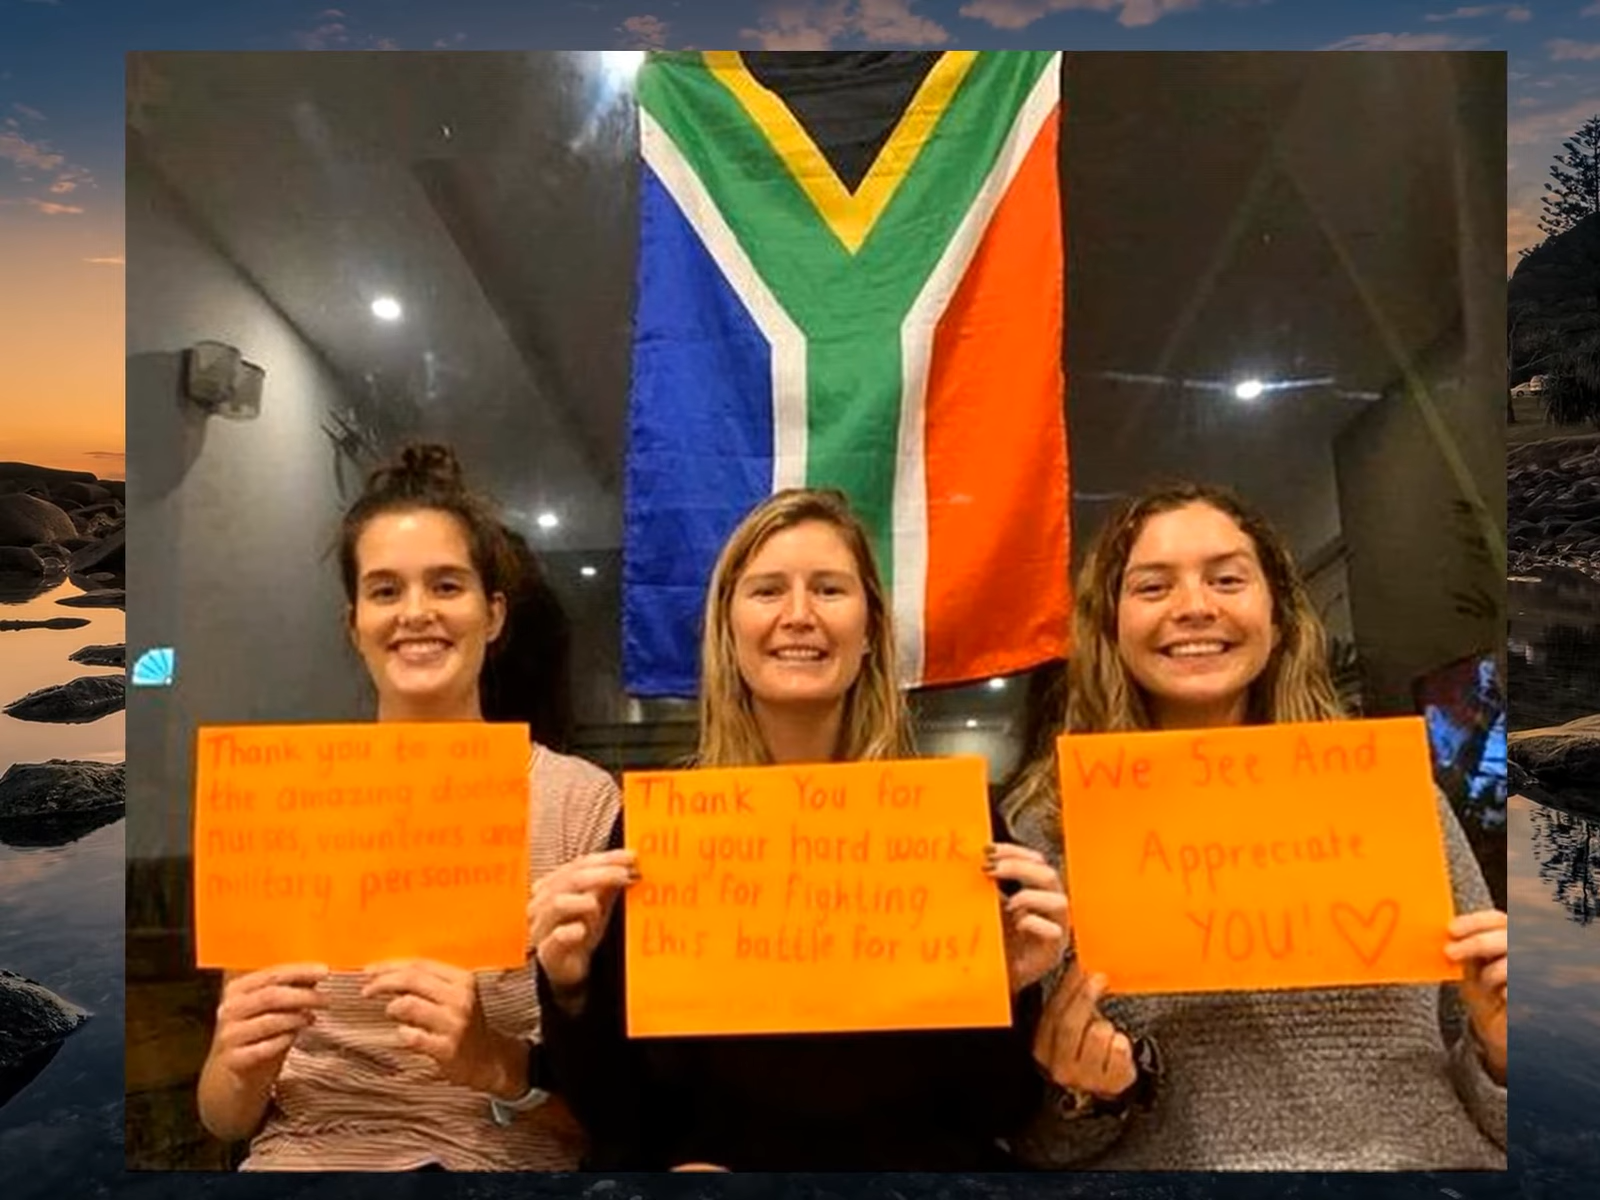 Thank you to all
the amazing doctors,
nurses, volunteers and
military personnel!
Thank You for
all your hard work
and for fighting
this battle for us!
We See And
Appreciate
YOU! ♡